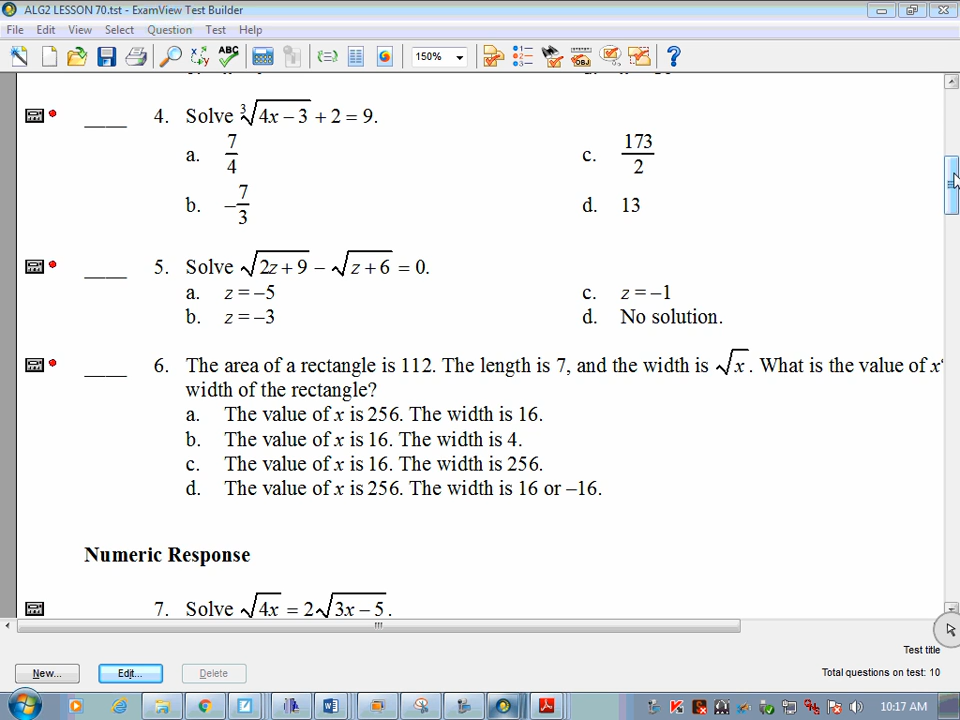 ALG2 LESSON 70.tst - ExamView Test Builder
File Edit View Select Question Test Help
ABC 150% OBJ ?
4. Solve ∛(4x – 3) + 2 = 9.
a. 7/4 c. 173/2
b. –7/3 d. 13
5. Solve √(2z + 9) – √(z + 6) = 0.
a. z = –5 c. z = –1
b. z = –3 d. No solution.
6. The area of a rectangle is 112. The length is 7, and the width is √x. What is the value of x
width of the rectangle?
a. The value of x is 256. The width is 16.
b. The value of x is 16. The width is 4.
c. The value of x is 16. The width is 256.
d. The value of x is 256. The width is 16 or –16.
Numeric Response
7. Solve √(4x) = 2√(3x – 5).
Test title
New... Edit... Delete Total questions on test: 10
10:17 AM